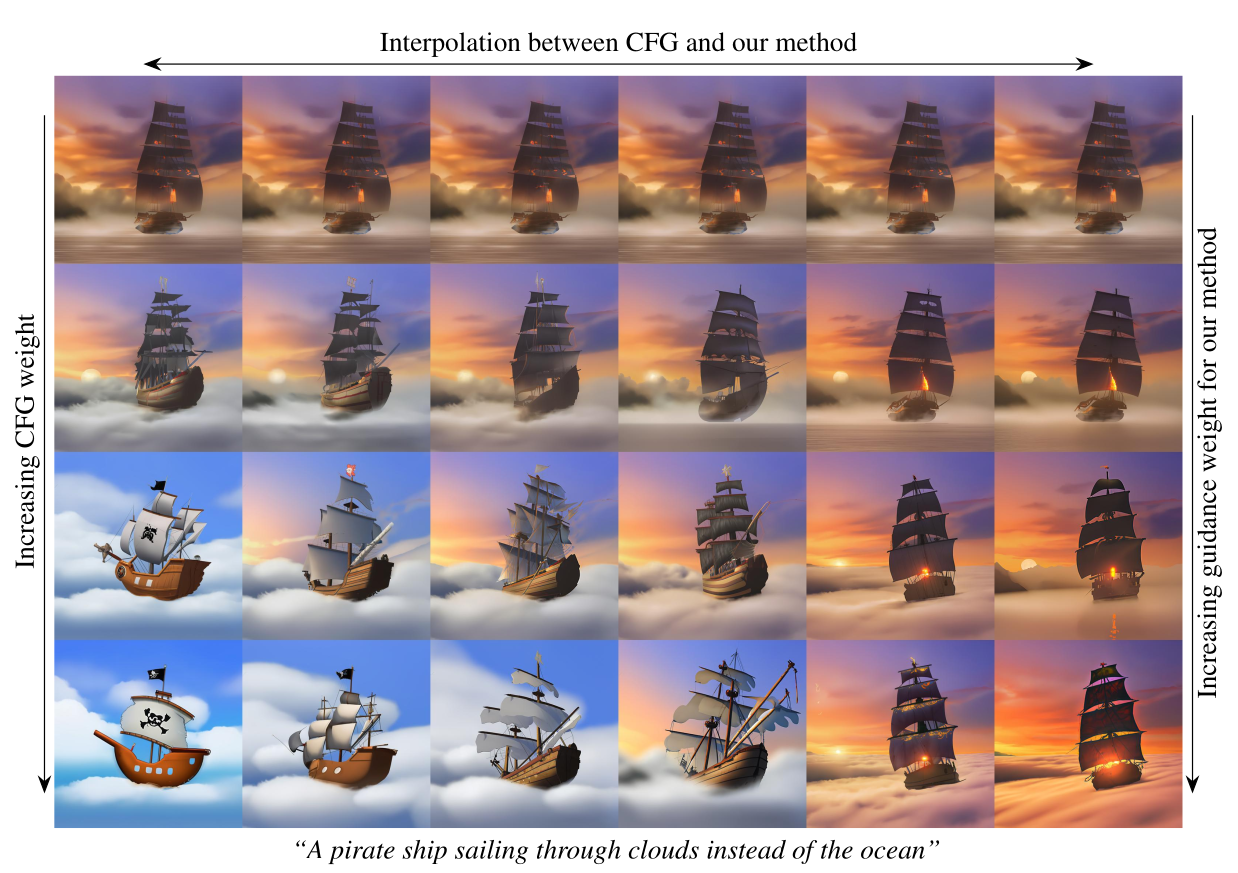 Interpolation between CFG and our method
Increasing CFG weight
Increasing guidance weight for our method
“A pirate ship sailing through clouds instead of the ocean”